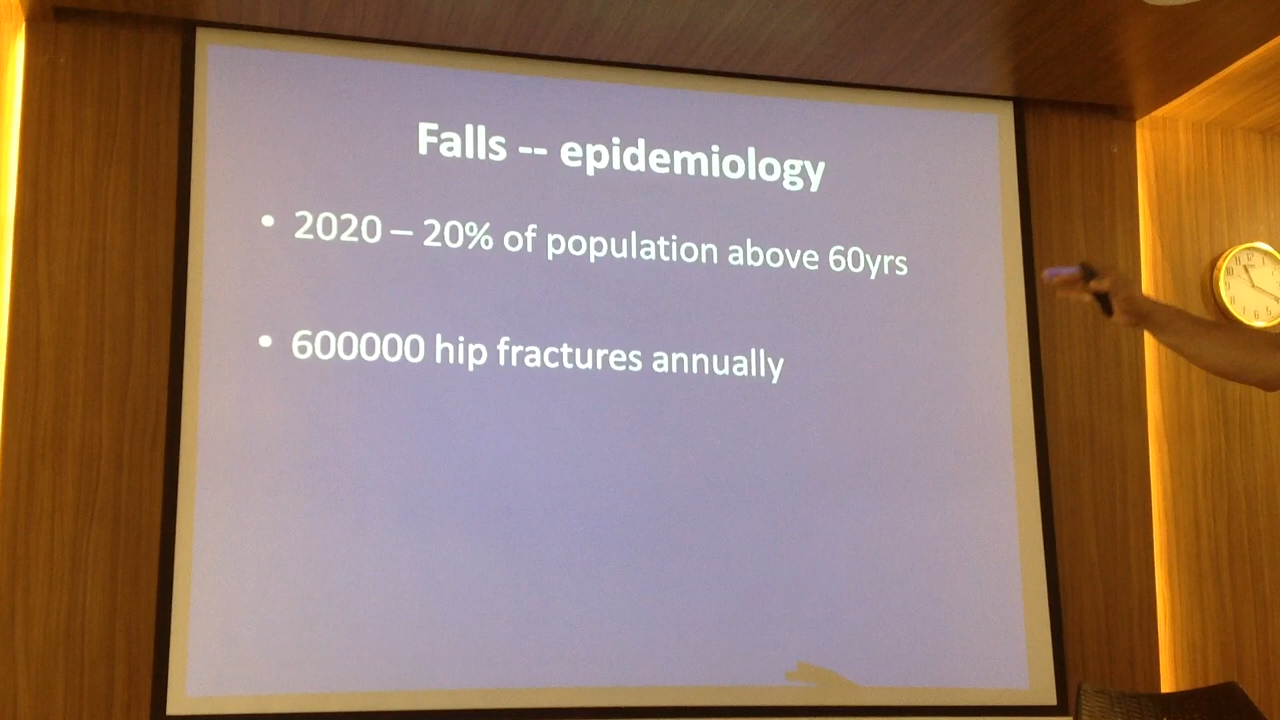 Falls -- epidemiology
• 2020 – 20% of population above 60yrs
• 600000 hip fractures annually